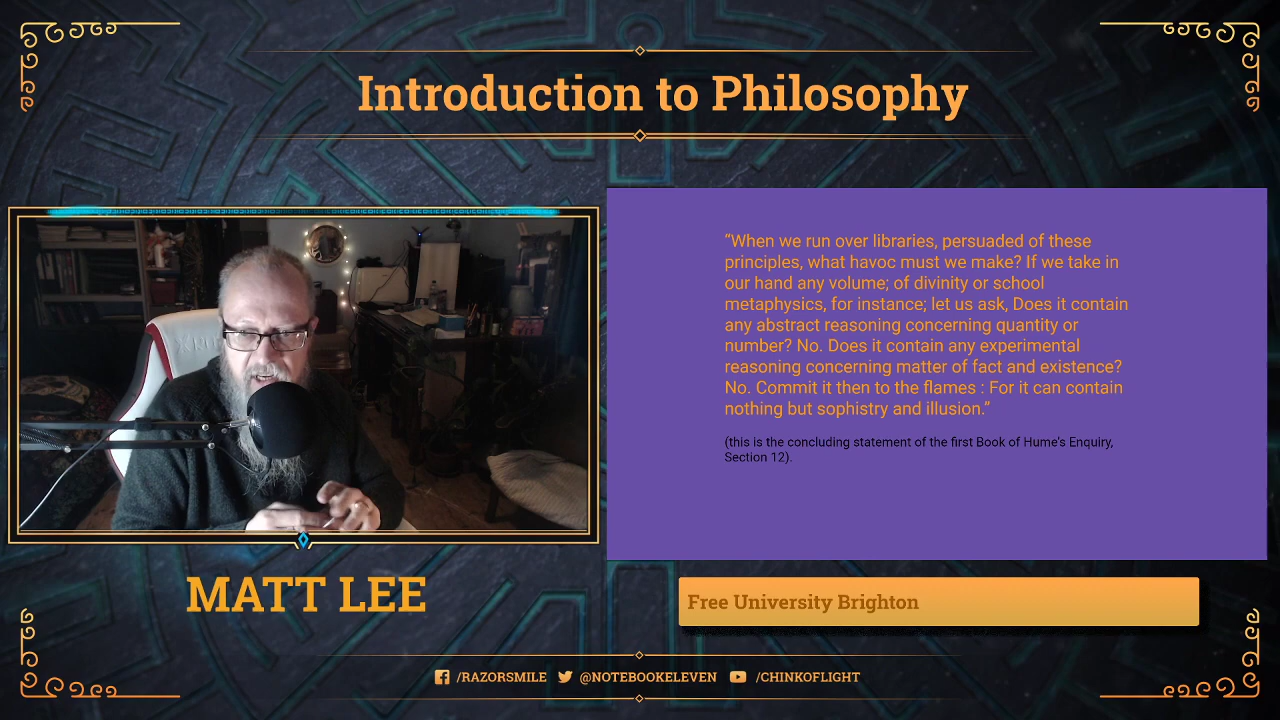 Introduction to Philosophy
“When we run over libraries, persuaded of these
principles, what havoc must we make? If we take in
our hand any volume; of divinity or school
metaphysics, for instance; let us ask, Does it contain
any abstract reasoning concerning quantity or
number? No. Does it contain any experimental
reasoning concerning matter of fact and existence?
No. Commit it then to the flames : For it can contain
nothing but sophistry and illusion.”
(this is the concluding statement of the first Book of Hume's Enquiry,
Section 12).
MATT LEE
Free University Brighton
/RAZORSMILE @NOTEBOOKELEVEN /CHINKOFLIGHT